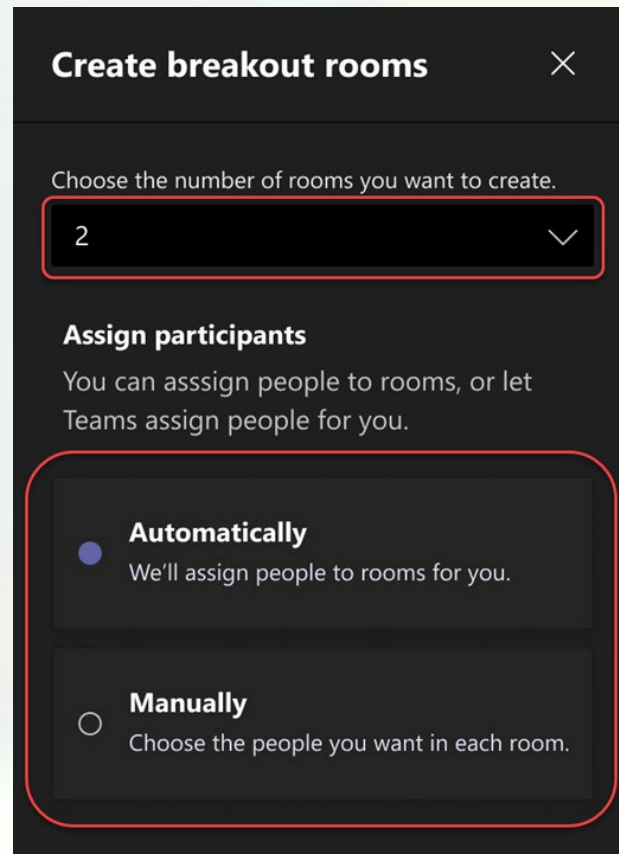 Create breakout rooms
Choose the number of rooms you want to create.
2
Assign participants
You can asssign people to rooms, or let
Teams assign people for you.
Automatically
We'll assign people to rooms for you.
Manually
Choose the people you want in each room.